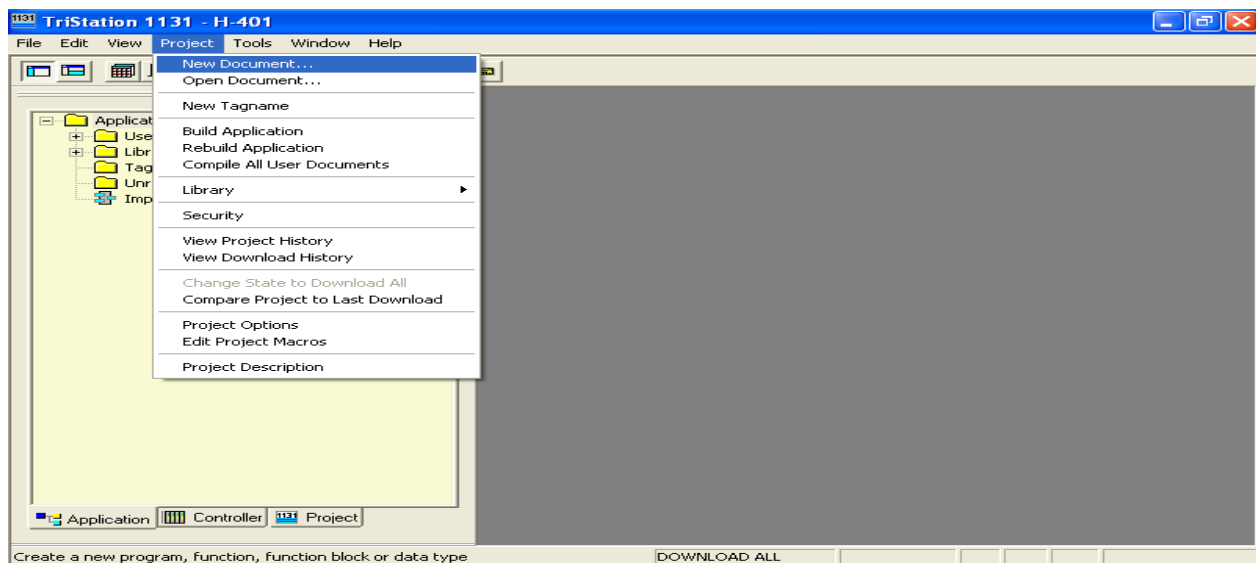 1131 TriStation 1131 - H-401
File Edit View Project Tools Window Help
New Document...
Open Document...
New Tagname
Build Application
Rebuild Application
Compile All User Documents
Library
Security
View Project History
View Download History
Change State to Download All
Compare Project to Last Download
Project Options
Edit Project Macros
Project Description
Applicat
Use
Libr
Tag
Unr
Imp
Application Controller 1131 Project
Create a new program, function, function block or data type DOWNLOAD ALL